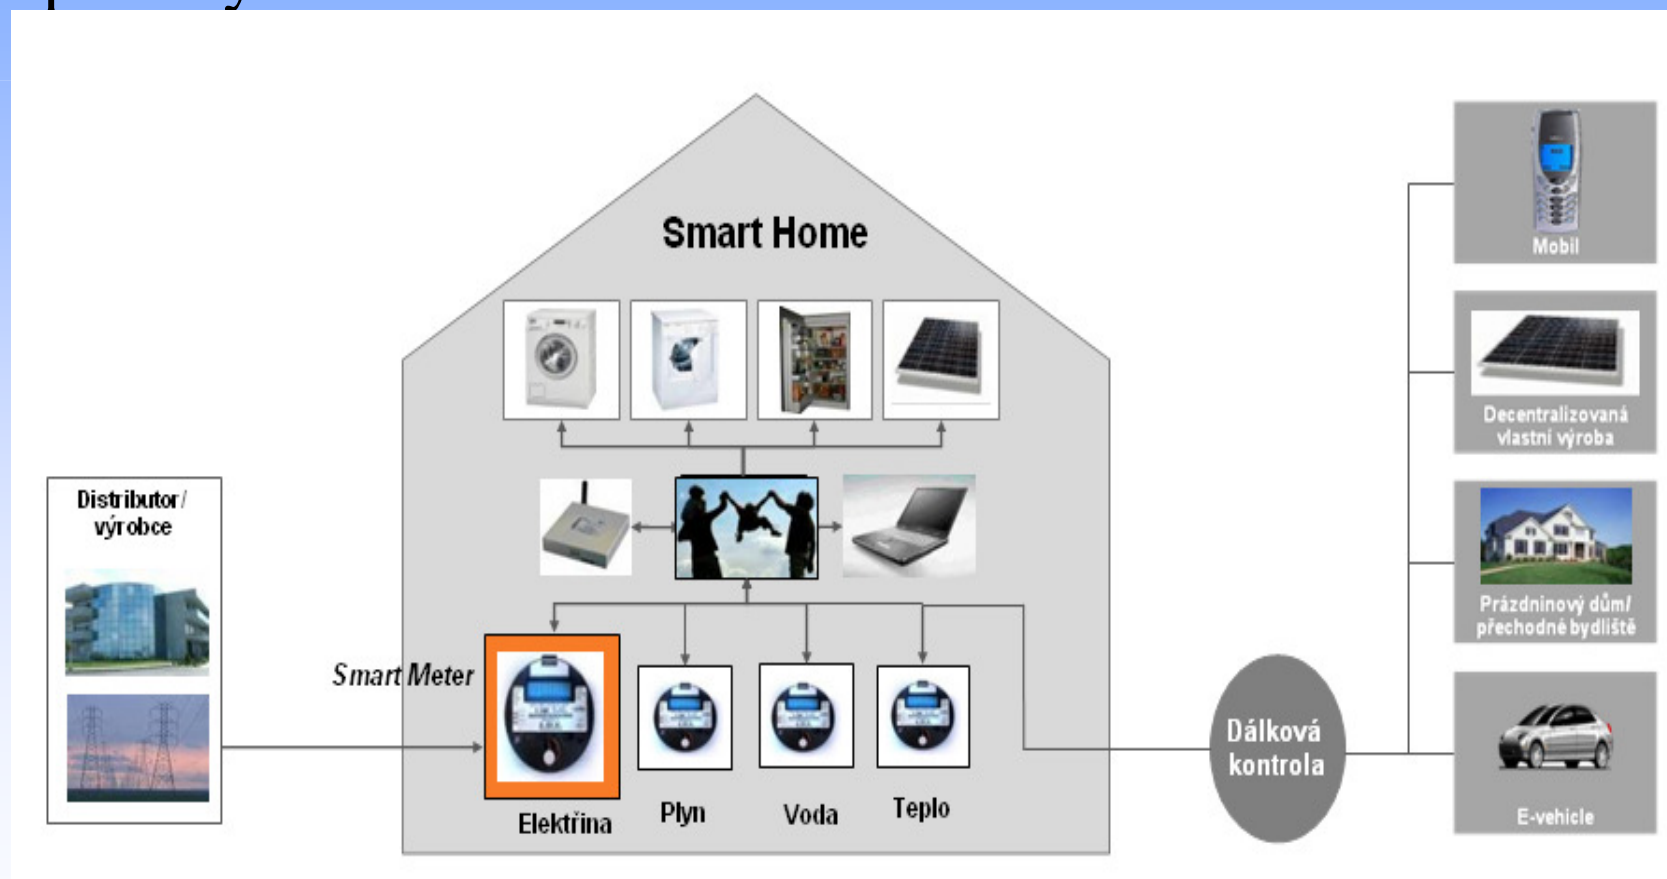 Smart Home
Distributor/
výrobce
Smart Meter
Elektřina
Plyn
Voda
Teplo
Dálková
kontrola
Mobil
Decentralizovaná
vlastní výroba
Prázdninový dům/
přechodné bydliště
E-vehicle